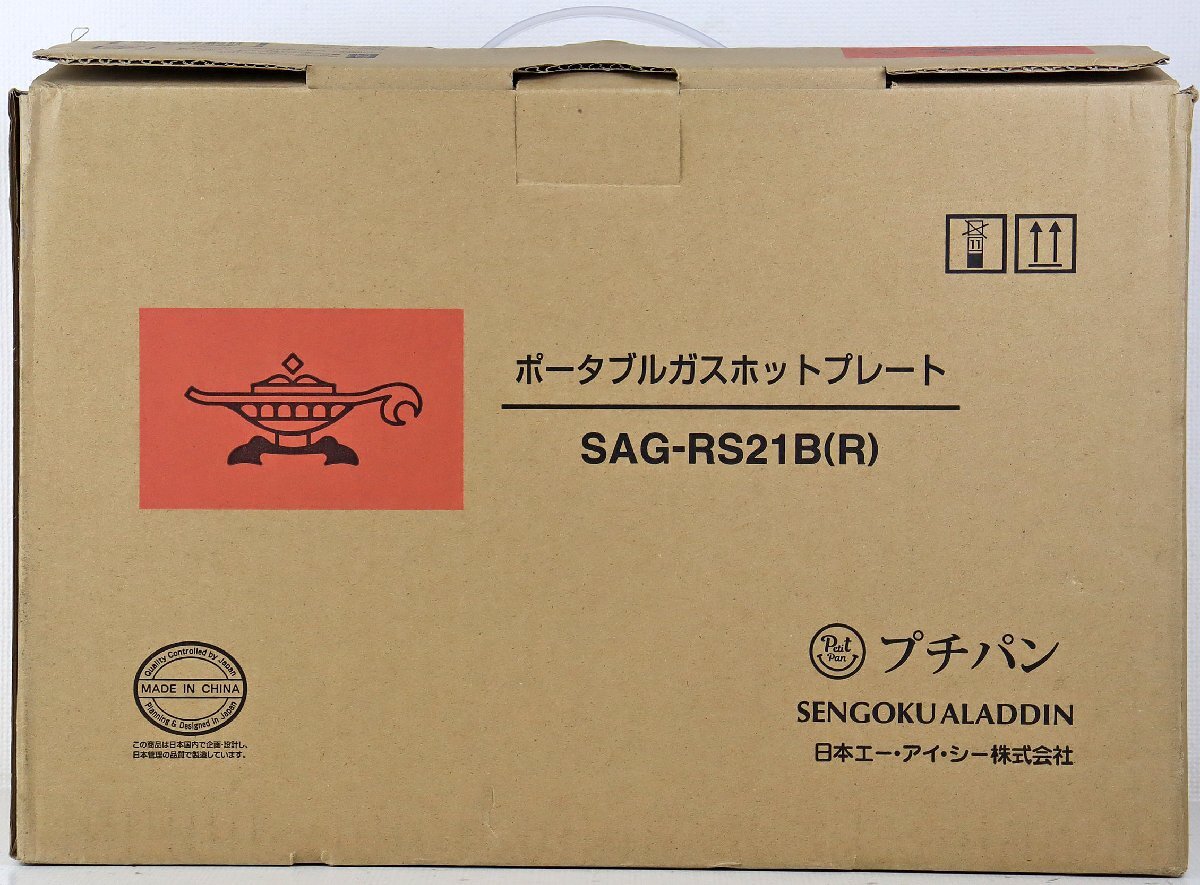 11
ポータブルガスホットプレート
SAG-RS21B(R)
Petit
Pan
プチパン
SENGOKU ALADDIN
日本エー・アイ・シー株式会社
Quality Controlled by Japan
MADE IN CHINA
Planning & Designed in Japan
この商品は日本国内で企画・設計し、
日本管理の品質で製造しています。